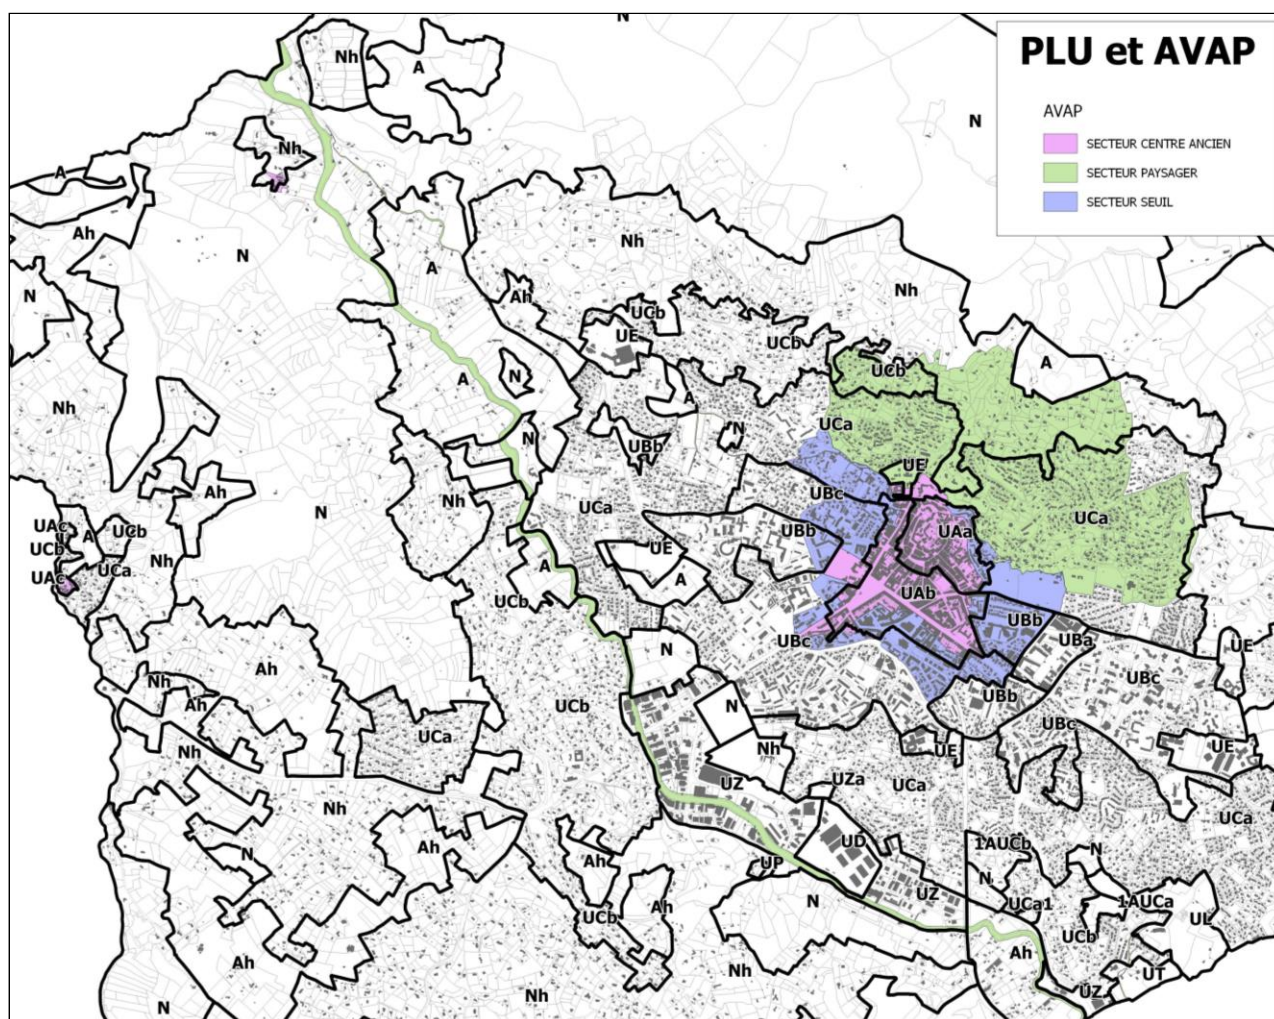 N
PLU et AVAP
AVAP
SECTEUR CENTRE ANCIEN
SECTEUR PAYSAGER
SECTEUR SEUIL
Nh
A
N
Nh
A
Ah
N
Nh
A
N
Ah
Nh
UCb
UE
UCb
UCb
A
A
N
A
Nh
UCa
N
UBb
N
UE
Nh
Ah
UBc
N
UCa
UCa
UAc
A
UCb
UBb
UAa
UCb
Nh
UE
UAc
UCa
A
A
UAb
UCb
UBb
UBc
UBa
N
UE
Ah
Nh
UBc
Ah
UBb
UCb
N
UBc
UCa
Nh
Nh
UE
UE
UZ
UZa
UCa
Nh
UCa
Ah
UD
1AUCb
N
N
Ah
UP
N
UZ
UCa1
1AUCa
N
Ah
UCb
UL
UCb
Ah
Ah
Nh
UT
UZ
Nh
N